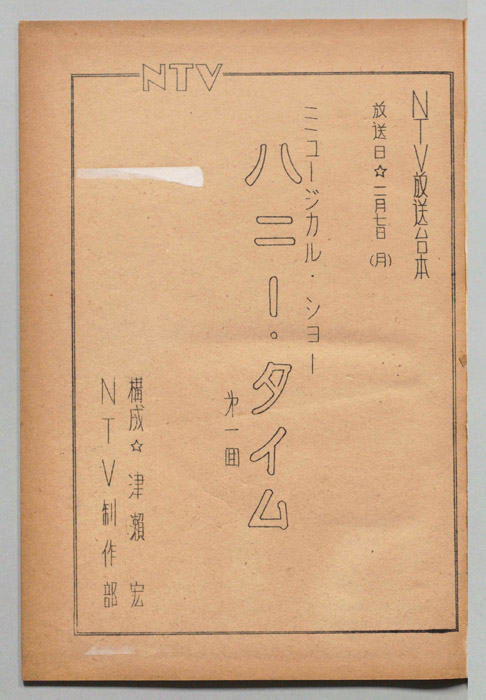 NTV
NTV放送台本
放送日☆二月七日(月)
ミニュージカル・ショー
ハニー・タイム
才一回
構成☆津瀬宏
NTV制作部